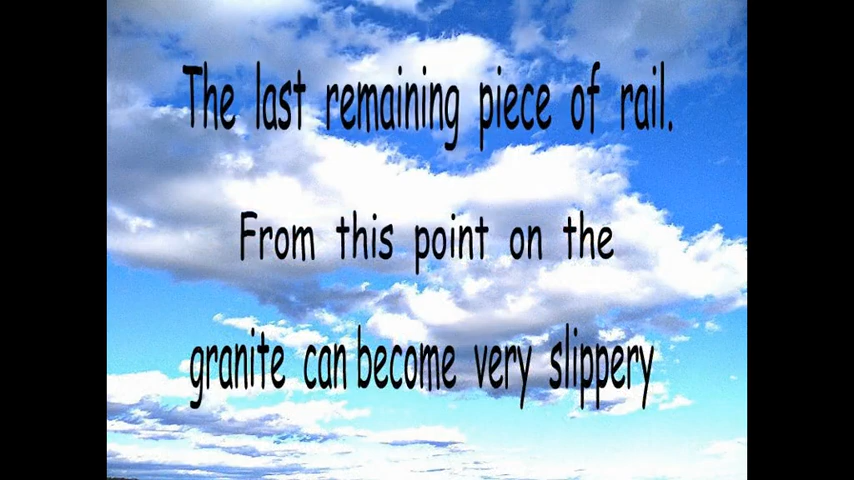 The last remaining piece of rail.
From this point on the
granite can become very slippery